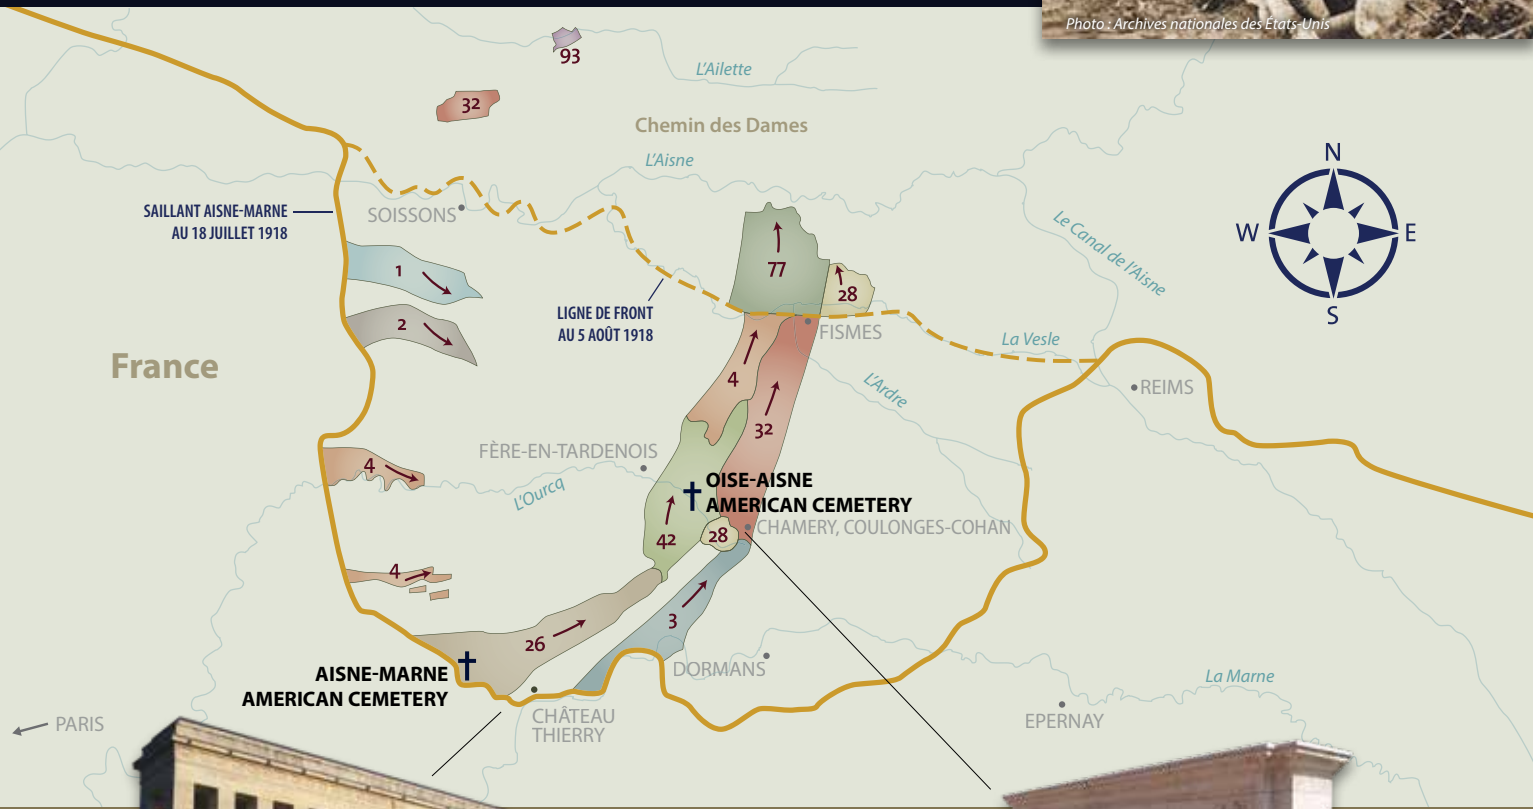 Photo : Archives nationales des États-Unis
93
L'Ailette
32
Chemin des Dames
L'Aisne
N
W
E
S
SAILLANT AISNE-MARNE
AU 18 JUILLET 1918
SOISSONS
Le Canal de l'Aisne
1
77
28
2
LIGNE DE FRONT
AU 5 AOÛT 1918
FISMES
La Vesle
France
4
L'Ardre
REIMS
32
FÈRE-EN-TARDENOIS
4
L'Ourcq
OISE-AISNE
AMERICAN CEMETERY
42
28
CHAMERY, COULONGES-COHAN
4
3
26
AISNE-MARNE
AMERICAN CEMETERY
DORMANS
La Marne
PARIS
CHÂTEAU
THIERRY
EPERNAY